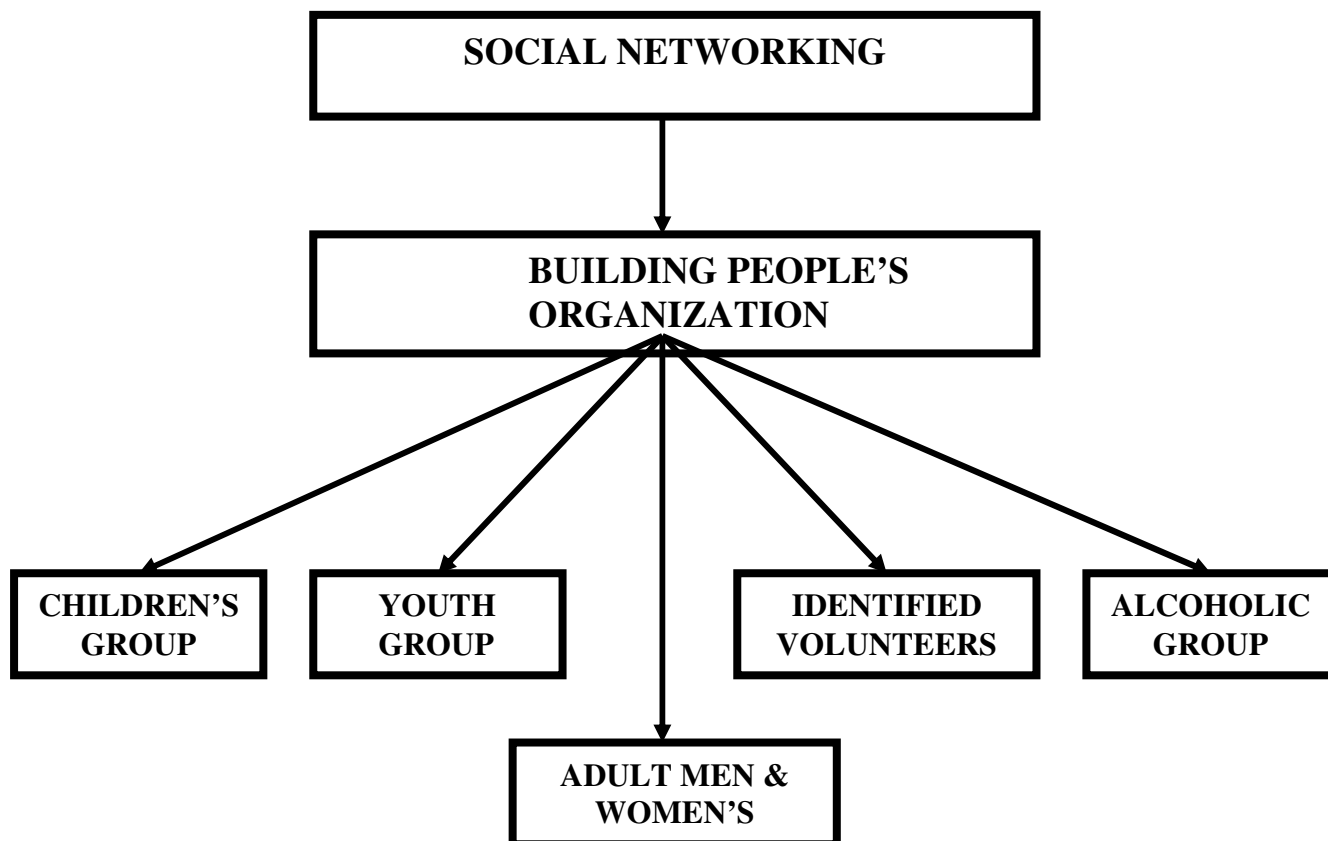 SOCIAL NETWORKING
BUILDING PEOPLE’S
ORGANIZATION
CHILDREN’S
GROUP
YOUTH
GROUP
IDENTIFIED
VOLUNTEERS
ALCOHOLIC
GROUP
ADULT MEN &
WOMEN’S